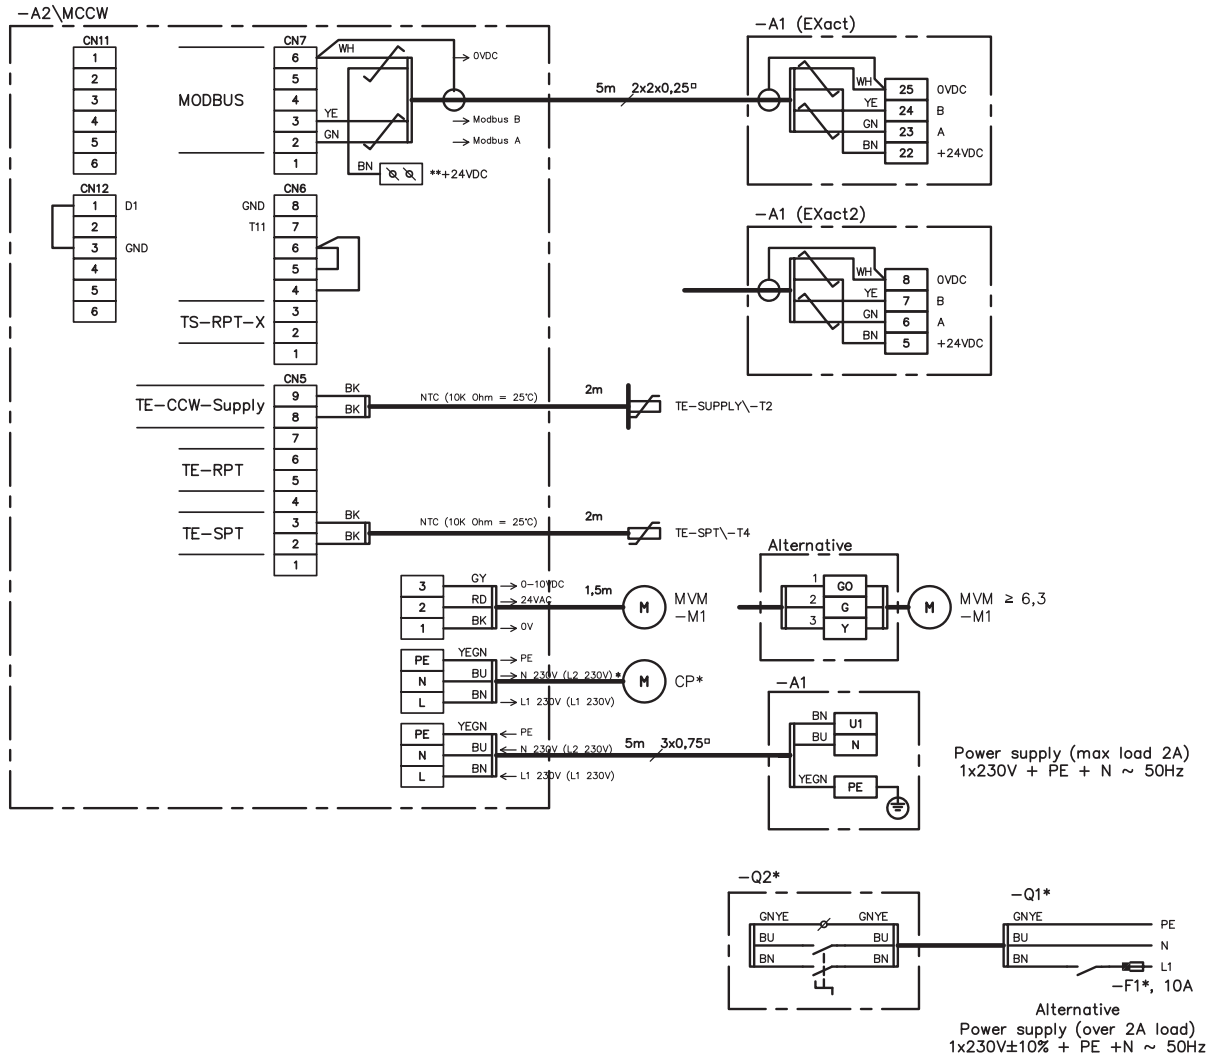 -A2\MCCW
CN11
1
2
3
4
5
6
MODBUS
CN7
6
5
4
3
2
1
WH
YE
GN
BN
0VDC
Modbus B
Modbus A
**+24VDC
5m 2x2x0,25¤
-A1 (EXact)
WH 25 0VDC
YE 24 B
GN 23 A
BN 22 +24VDC
CN12
1 D1
2
3 GND
4
5
6
CN6
GND 8
T11 7
6
5
4
3
TS-RPT-X 2
1
-A1 (EXact2)
WH 8 0VDC
YE 7 B
GN 6 A
BN 5 +24VDC
CN5
TE-CCW-Supply
9 BK
8 BK
NTC (10K Ohm = 25°C) 2m
TE-SUPPLY\-T2
7
TE-RPT
6
5
4
TE-SPT
3 BK
2 BK
NTC (10K Ohm = 25°C) 2m
TE-SPT\-T4
1
3 GY 0-10VDC
2 RD 24VAC
1 BK 0V
1,5m
M
MVM
-M1
Alternative
1 GO
2 G
3 Y
M
MVM ≥ 6,3
-M1
PE YEGN PE
N BU N 230V (L2 230V) *
L BN L1 230V (L1 230V)
M
CP*
PE YEGN PE
N BU N 230V (L2 230V)
L BN L1 230V (L1 230V)
5m 3x0,75¤
-A1
BN U1
BU N
YEGN PE
Power supply (max load 2A)
1x230V + PE + N ~ 50Hz
-Q2*
GNYE GNYE
BU BU
BN BN
-Q1*
GNYE PE
BU N
BN L1
-F1*, 10A
Alternative
Power supply (over 2A load)
1x230V±10% + PE +N ~ 50Hz